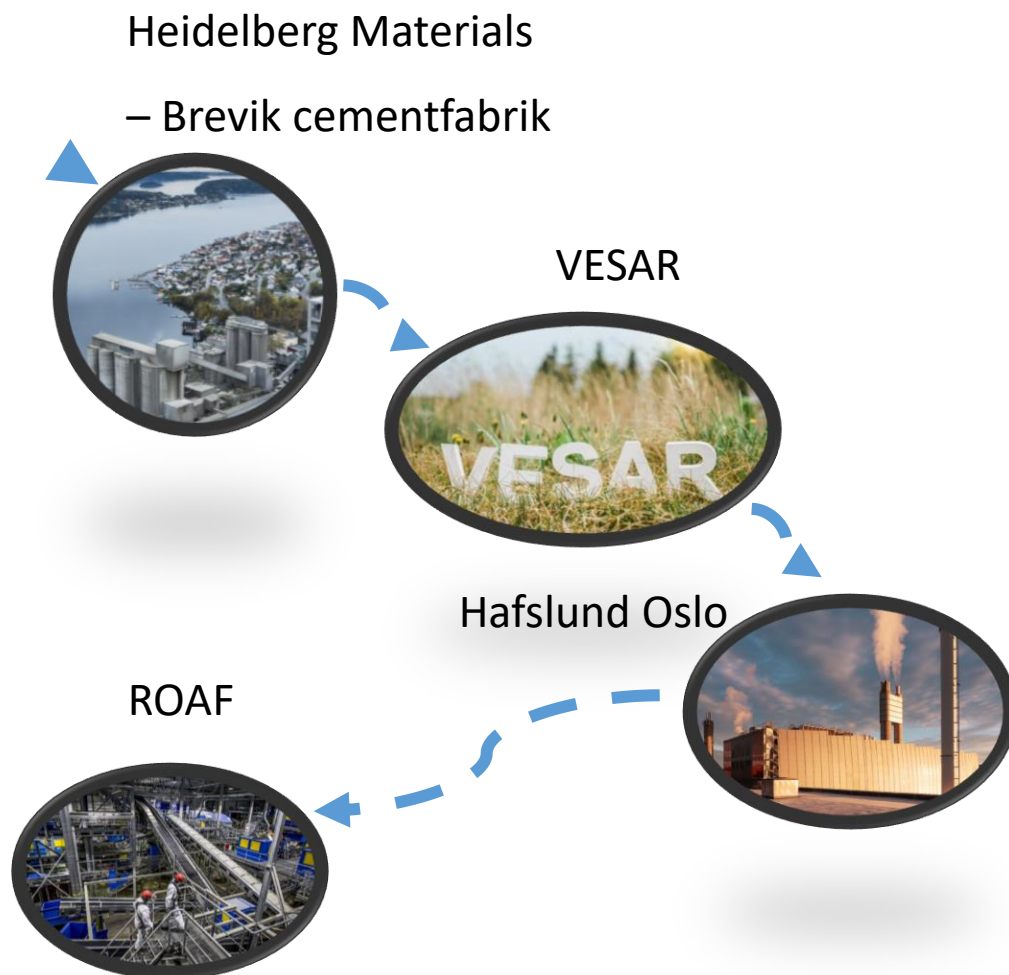 Heidelberg Materials
– Brevik cementfabrik
VESAR
VESAR
Hafslund Oslo
ROAF